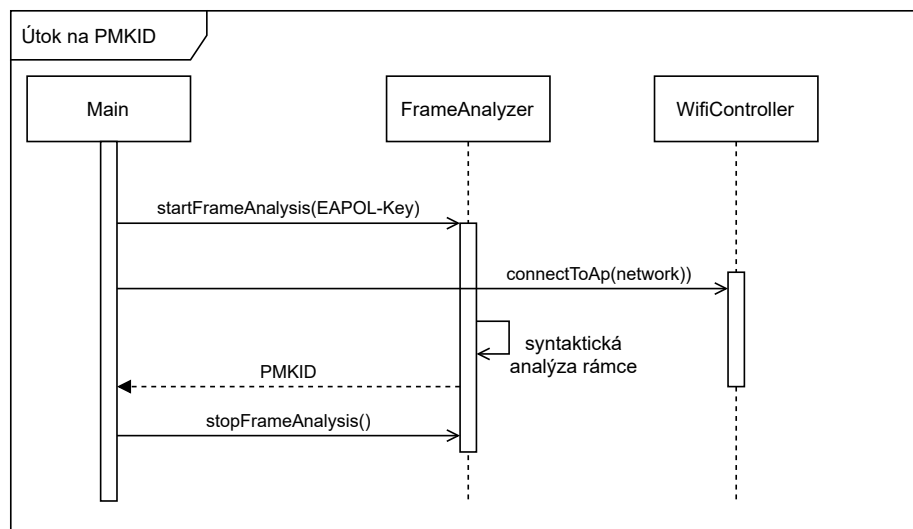 Útok na PMKID
Main
FrameAnalyzer
WifiController
startFrameAnalysis(EAPOL-Key)
connectToAp(network))
syntaktická
analýza rámce
PMKID
stopFrameAnalysis()